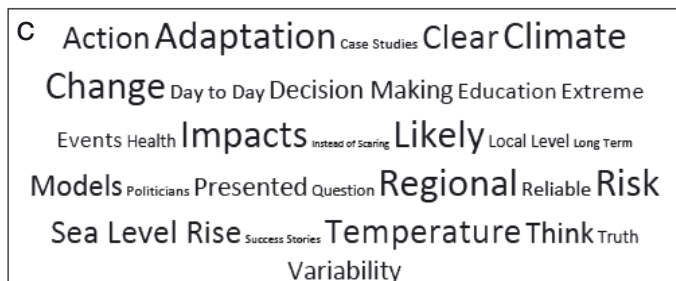 C
Action Adaptation Case Studies Clear Climate
Change Day to Day Decision Making Education Extreme
Events Health Impacts Instead of Scaring Likely Local Level Long Term
Models Politicians Presented Question Regional Reliable Risk
Sea Level Rise Success Stories Temperature Think Truth
Variability